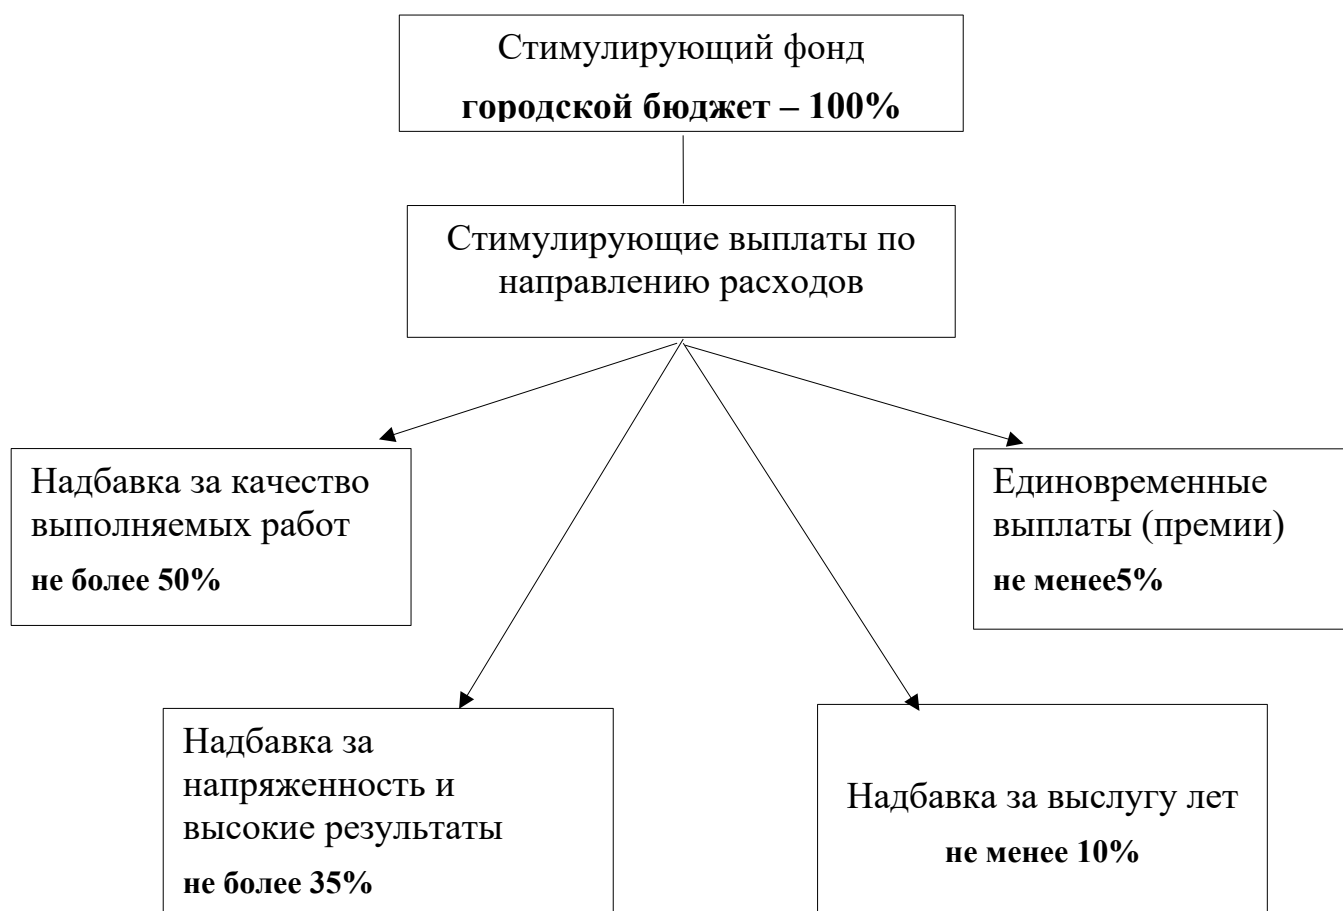 Стимулирующий фонд
городской бюджет – 100%
Стимулирующие выплаты по
направлению расходов
Надбавка за качество
выполняемых работ
не более 50%
Единовременные
выплаты (премии)
не менее5%
Надбавка за
напряженность и
высокие результаты
не более 35%
Надбавка за выслугу лет
не менее 10%